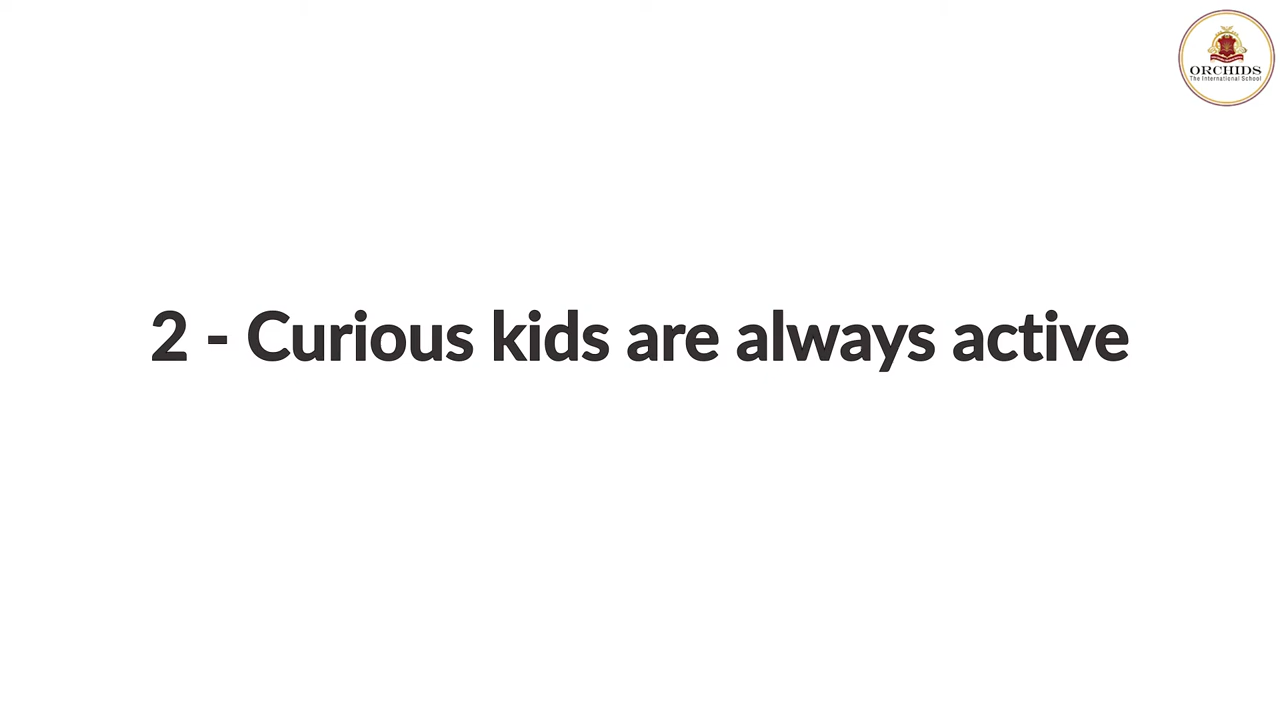 ORCHIDS
The International School
2 - Curious kids are always active